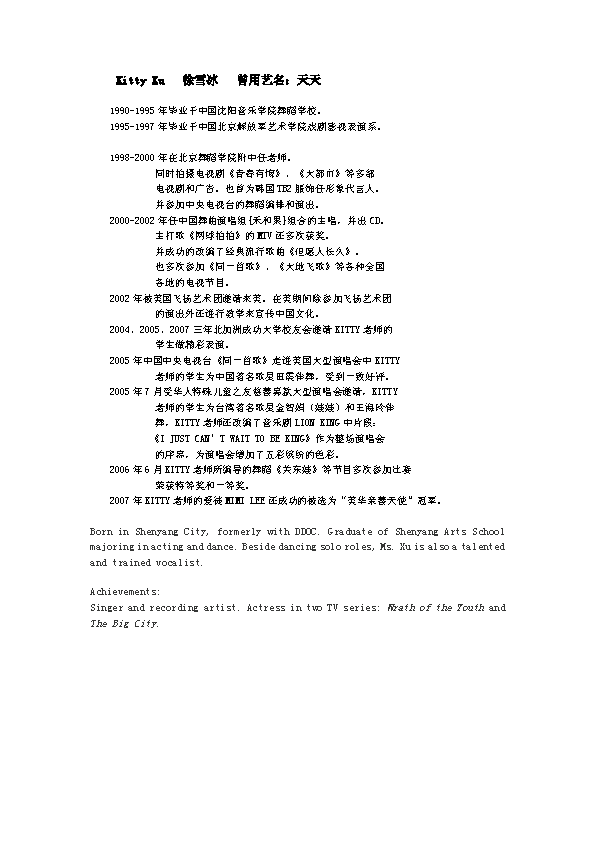 Kitty Xu 徐雪冰 曾用艺名：天天
1990-1995 年毕业于中国沈阳音乐学院舞蹈学校。
1995-1997 年毕业于中国北京解放军艺术学院戏剧影视表演系。
1998-2000 年在北京舞蹈学院附中任老师。
同时拍摄电视剧《青春有悔》、《大都市》等多部
电视剧和广告。也曾为韩国TBZ 服饰任形象代言人。
并参加中央电视台的舞蹈编排和演出。
2000-2002 年任中国舞曲演唱组{禾和果}组合的主唱，并出 CD。
主打歌《网球拍拍》的 MTV 还多次获奖。
并成功的改编了经典流行歌曲《但愿人长久》。
也多次参加《同一首歌》、《大地飞歌》等各种全国
各地的电视节目。
2002 年被美国飞扬艺术团邀请来美。在美期间除参加飞扬艺术团
的演出外还进行教学来宣传中国文化。
2004、2005、2007 三年北加洲成功大学校友会邀请 KITTY 老师的
学生做精彩表演。
2005 年中国中央电视台《同一首歌》走进美国大型演唱会中 KITTY
老师的学生为中国著名歌星田震伴舞，受到一致好评。
2005 年 7 月受华人特殊儿童之友慈善募款大型演唱会邀请，KITTY
老师的学生为台湾著名歌星金智娟（娃娃）和王海玲伴
舞，KITTY 老师还改编了音乐剧 LION KING 中片段：
《I JUST CAN'T WAIT TO BE KING》作为整场演唱会
的序幕，为演唱会增加了五彩缤纷的色彩。
2006 年 6 月 KITTY 老师所编导的舞蹈《关东娃》等节目多次参加比赛
荣获特等奖和一等奖。
2007 年 KITTY 老师的爱徒 MIMI LEE 还成功的被选为“美华亲善天使”冠军。
Born in Shenyang City, formerly with DDOC. Graduate of Shenyang Arts School
majoring in acting and dance. Beside dancing solo roles, Ms. Xu is also a talented
and trained vocalist.
Achievements:
Singer and recording artist. Actress in two TV series: Wrath of the Youth and
The Big City.